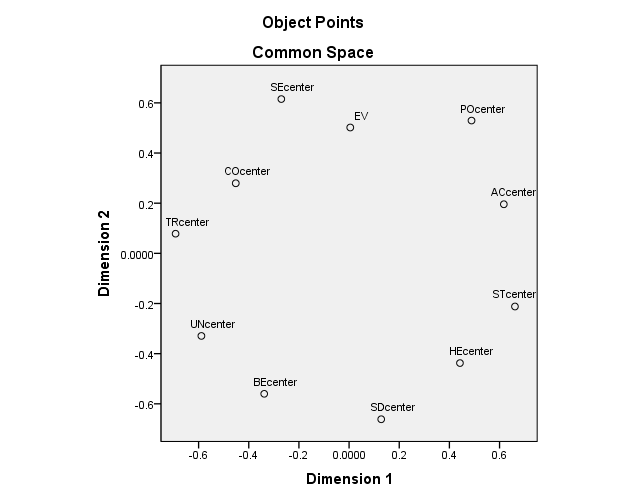 Object Points
Common Space
SEcenter
EV
POcenter
COcenter
ACcenter
TRcenter
STcenter
UNcenter
HEcenter
BEcenter
SDcenter
Dimension 2
0.6
0.4
0.2
0.0000
-0.2
-0.4
-0.6
-0.6 -0.4 -0.2 0.0000 0.2 0.4 0.6
Dimension 1